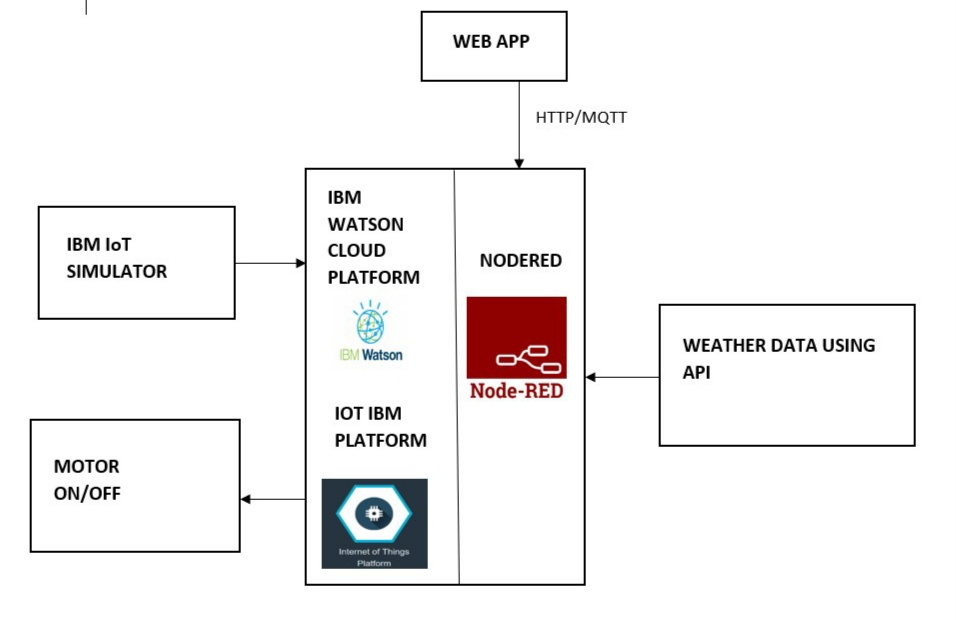 WEB APP
HTTP/MQTT
IBM
WATSON
CLOUD
PLATFORM
IBM Watson
IOT IBM
PLATFORM
Internet of Things
Platform
NODERED
Node-RED
IBM IoT
SIMULATOR
MOTOR
ON/OFF
WEATHER DATA USING
API